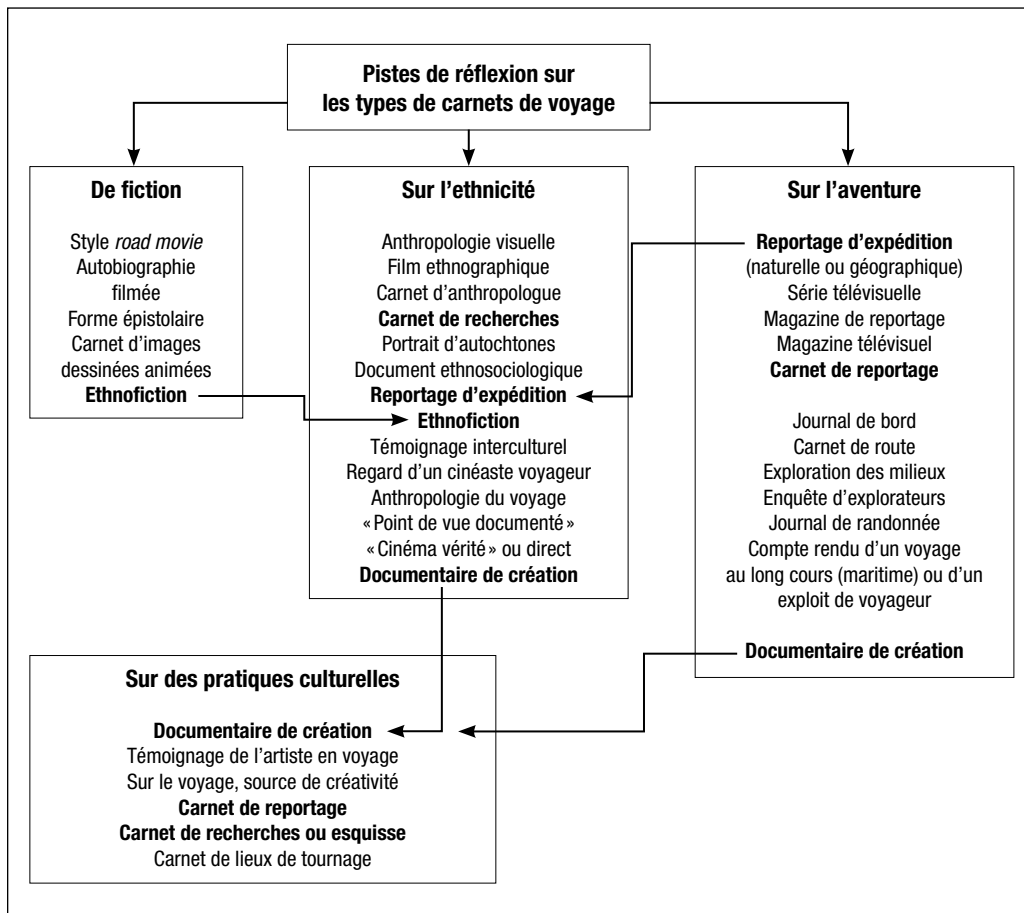 Pistes de réflexion sur
les types de carnets de voyage
De fiction
Style road movie
Autobiographie
filmée
Forme épistolaire
Carnet d’images
dessinées animées
Ethnofiction
Sur l’ethnicité
Anthropologie visuelle
Film ethnographique
Carnet d’anthropologue
Carnet de recherches
Portrait d’autochtones
Document ethnosociologique
Reportage d’expédition
Ethnofiction
Témoignage interculturel
Regard d’un cinéaste voyageur
Anthropologie du voyage
« Point de vue documenté »
« Cinéma vérité » ou direct
Documentaire de création
Sur l’aventure
Reportage d’expédition
(naturelle ou géographique)
Série télévisuelle
Magazine de reportage
Magazine télévisuel
Carnet de reportage
Journal de bord
Carnet de route
Exploration des milieux
Enquête d’explorateurs
Journal de randonnée
Compte rendu d’un voyage
au long cours (maritime) ou d’un
exploit de voyageur
Documentaire de création
Sur des pratiques culturelles
Documentaire de création
Témoignage de l’artiste en voyage
Sur le voyage, source de créativité
Carnet de reportage
Carnet de recherches ou esquisse
Carnet de lieux de tournage